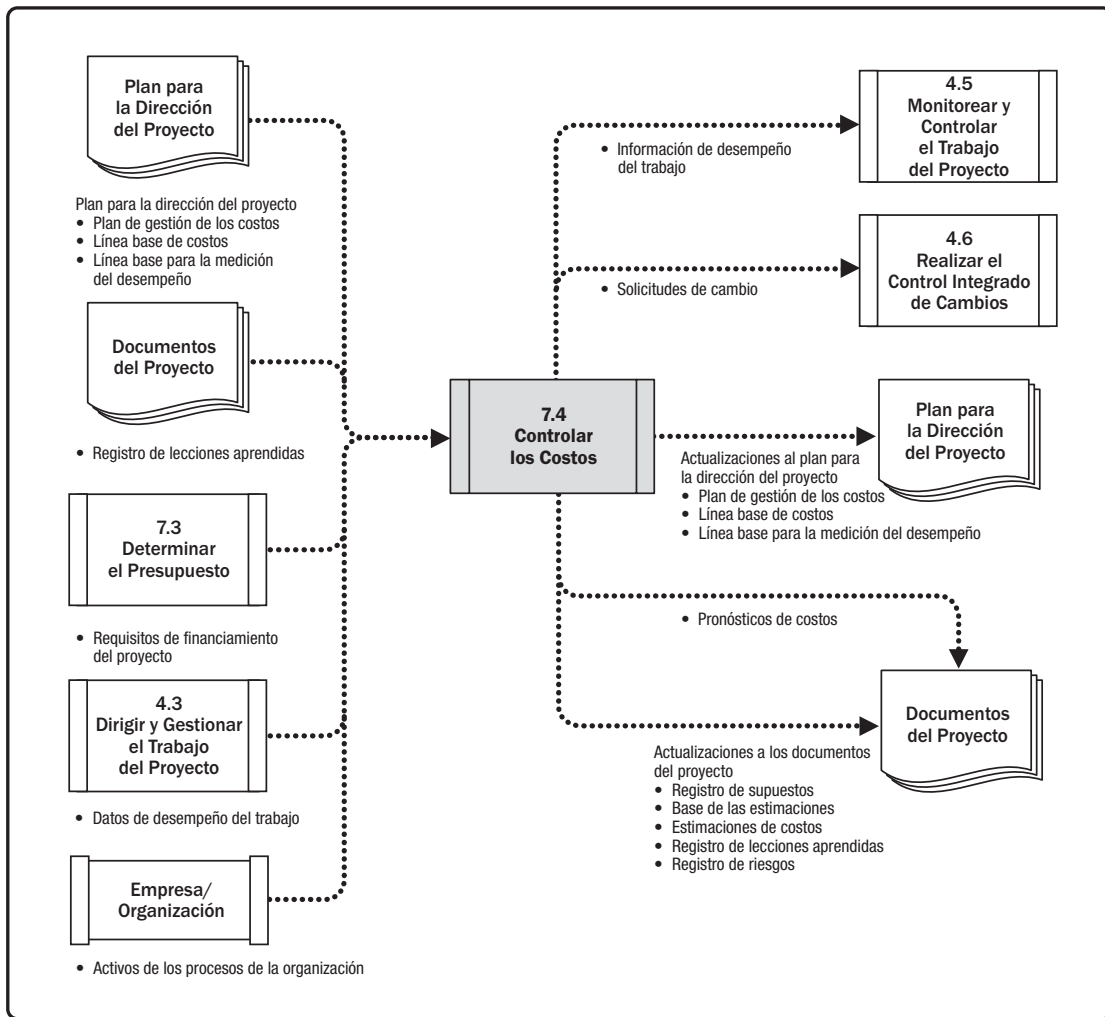 Plan para
la Dirección
del Proyecto
Plan para la dirección del proyecto
• Plan de gestión de los costos
• Línea base de costos
• Línea base para la medición
del desempeño
Documentos
del Proyecto
• Registro de lecciones aprendidas
7.3
Determinar
el Presupuesto
• Requisitos de financiamiento
del proyecto
4.3
Dirigir y Gestionar
el Trabajo
del Proyecto
• Datos de desempeño del trabajo
Empresa/
Organización
• Activos de los procesos de la organización
7.4
Controlar
los Costos
• Información de desempeño
del trabajo
4.5
Monitorear y
Controlar
el Trabajo
del Proyecto
• Solicitudes de cambio
4.6
Realizar el
Control Integrado
de Cambios
Actualizaciones al plan para
la dirección del proyecto
• Plan de gestión de los costos
• Línea base de costos
• Línea base para la medición del desempeño
Plan para
la Dirección
del Proyecto
• Pronósticos de costos
Actualizaciones a los documentos
del proyecto
• Registro de supuestos
• Base de las estimaciones
• Estimaciones de costos
• Registro de lecciones aprendidas
• Registro de riesgos
Documentos
del Proyecto